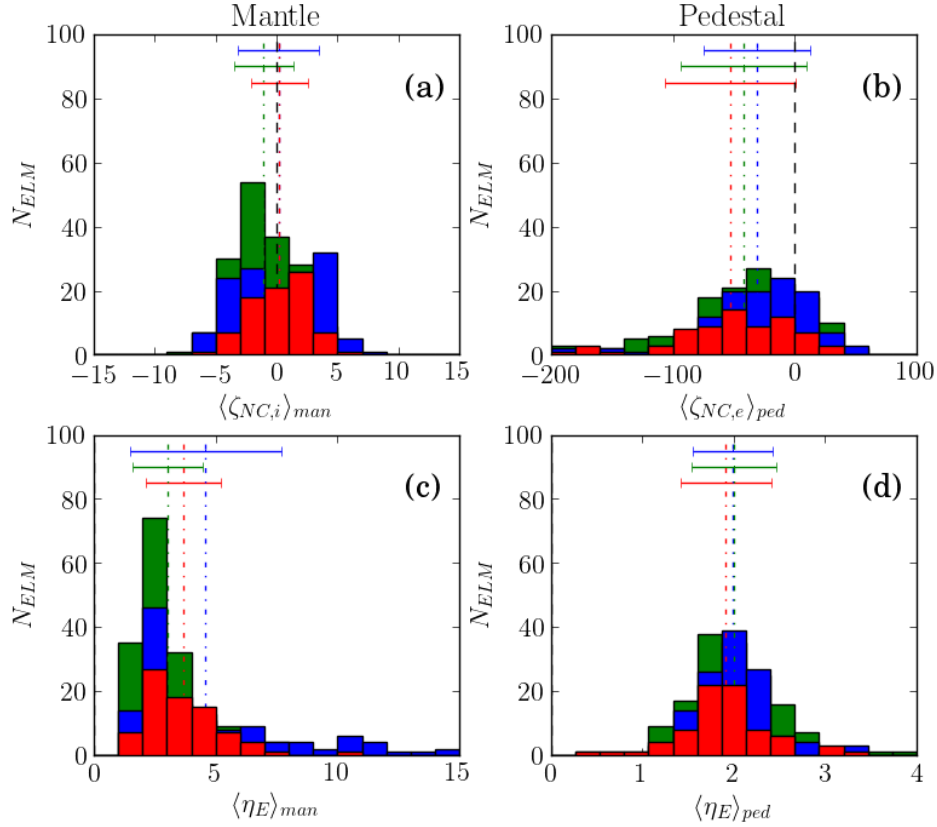 Mantle
Pedestal
100
80
60
40
20
0
N_ELM
(a)
−15 −10 −5 0 5 10 15
⟨ζ_NC,i⟩_man
100
80
60
40
20
0
N_ELM
(b)
−200 −100 0 100
⟨ζ_NC,e⟩_ped
100
80
60
40
20
0
N_ELM
(c)
0 5 10 15
⟨η_E⟩_man
100
80
60
40
20
0
N_ELM
(d)
0 1 2 3 4
⟨η_E⟩_ped